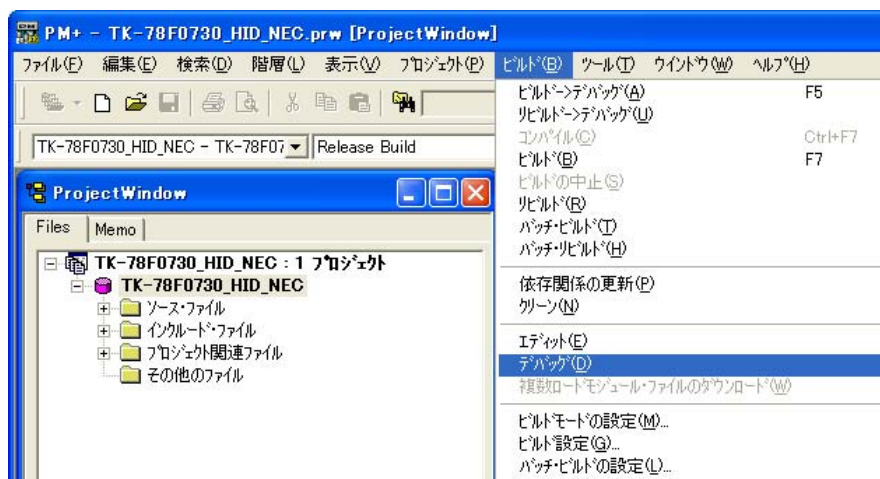 PM+ - TK-78F0730_HID_NEC.prw [ProjectWindow]
ファイル(F) 編集(E) 検索(D) 階層(L) 表示(V) プロジェクト(P) ビルド(B) ツール(T) ウインドウ(W) ヘルプ(H)
TK-78F0730_HID_NEC - TK-78F07 Release Build
ProjectWindow
Files Memo
TK-78F0730_HID_NEC : 1 プロジェクト
TK-78F0730_HID_NEC
ソース・ファイル
インクルード・ファイル
プロジェクト関連ファイル
その他のファイル
ビルド->デバッグ(A) F5
リビルド->デバッグ(U)
コンパイル(C) Ctrl+F7
ビルド(B) F7
ビルドの中止(S)
リビルド(R)
バッチ・ビルド(T)
バッチ・リビルド(H)
依存関係の更新(P)
クリーン(N)
エディット(E)
デバッグ(D)
複数ロードモジュール・ファイルのダウンロード(W)
ビルドモードの設定(M)...
ビルド設定(G)...
バッチ・ビルドの設定(L)...